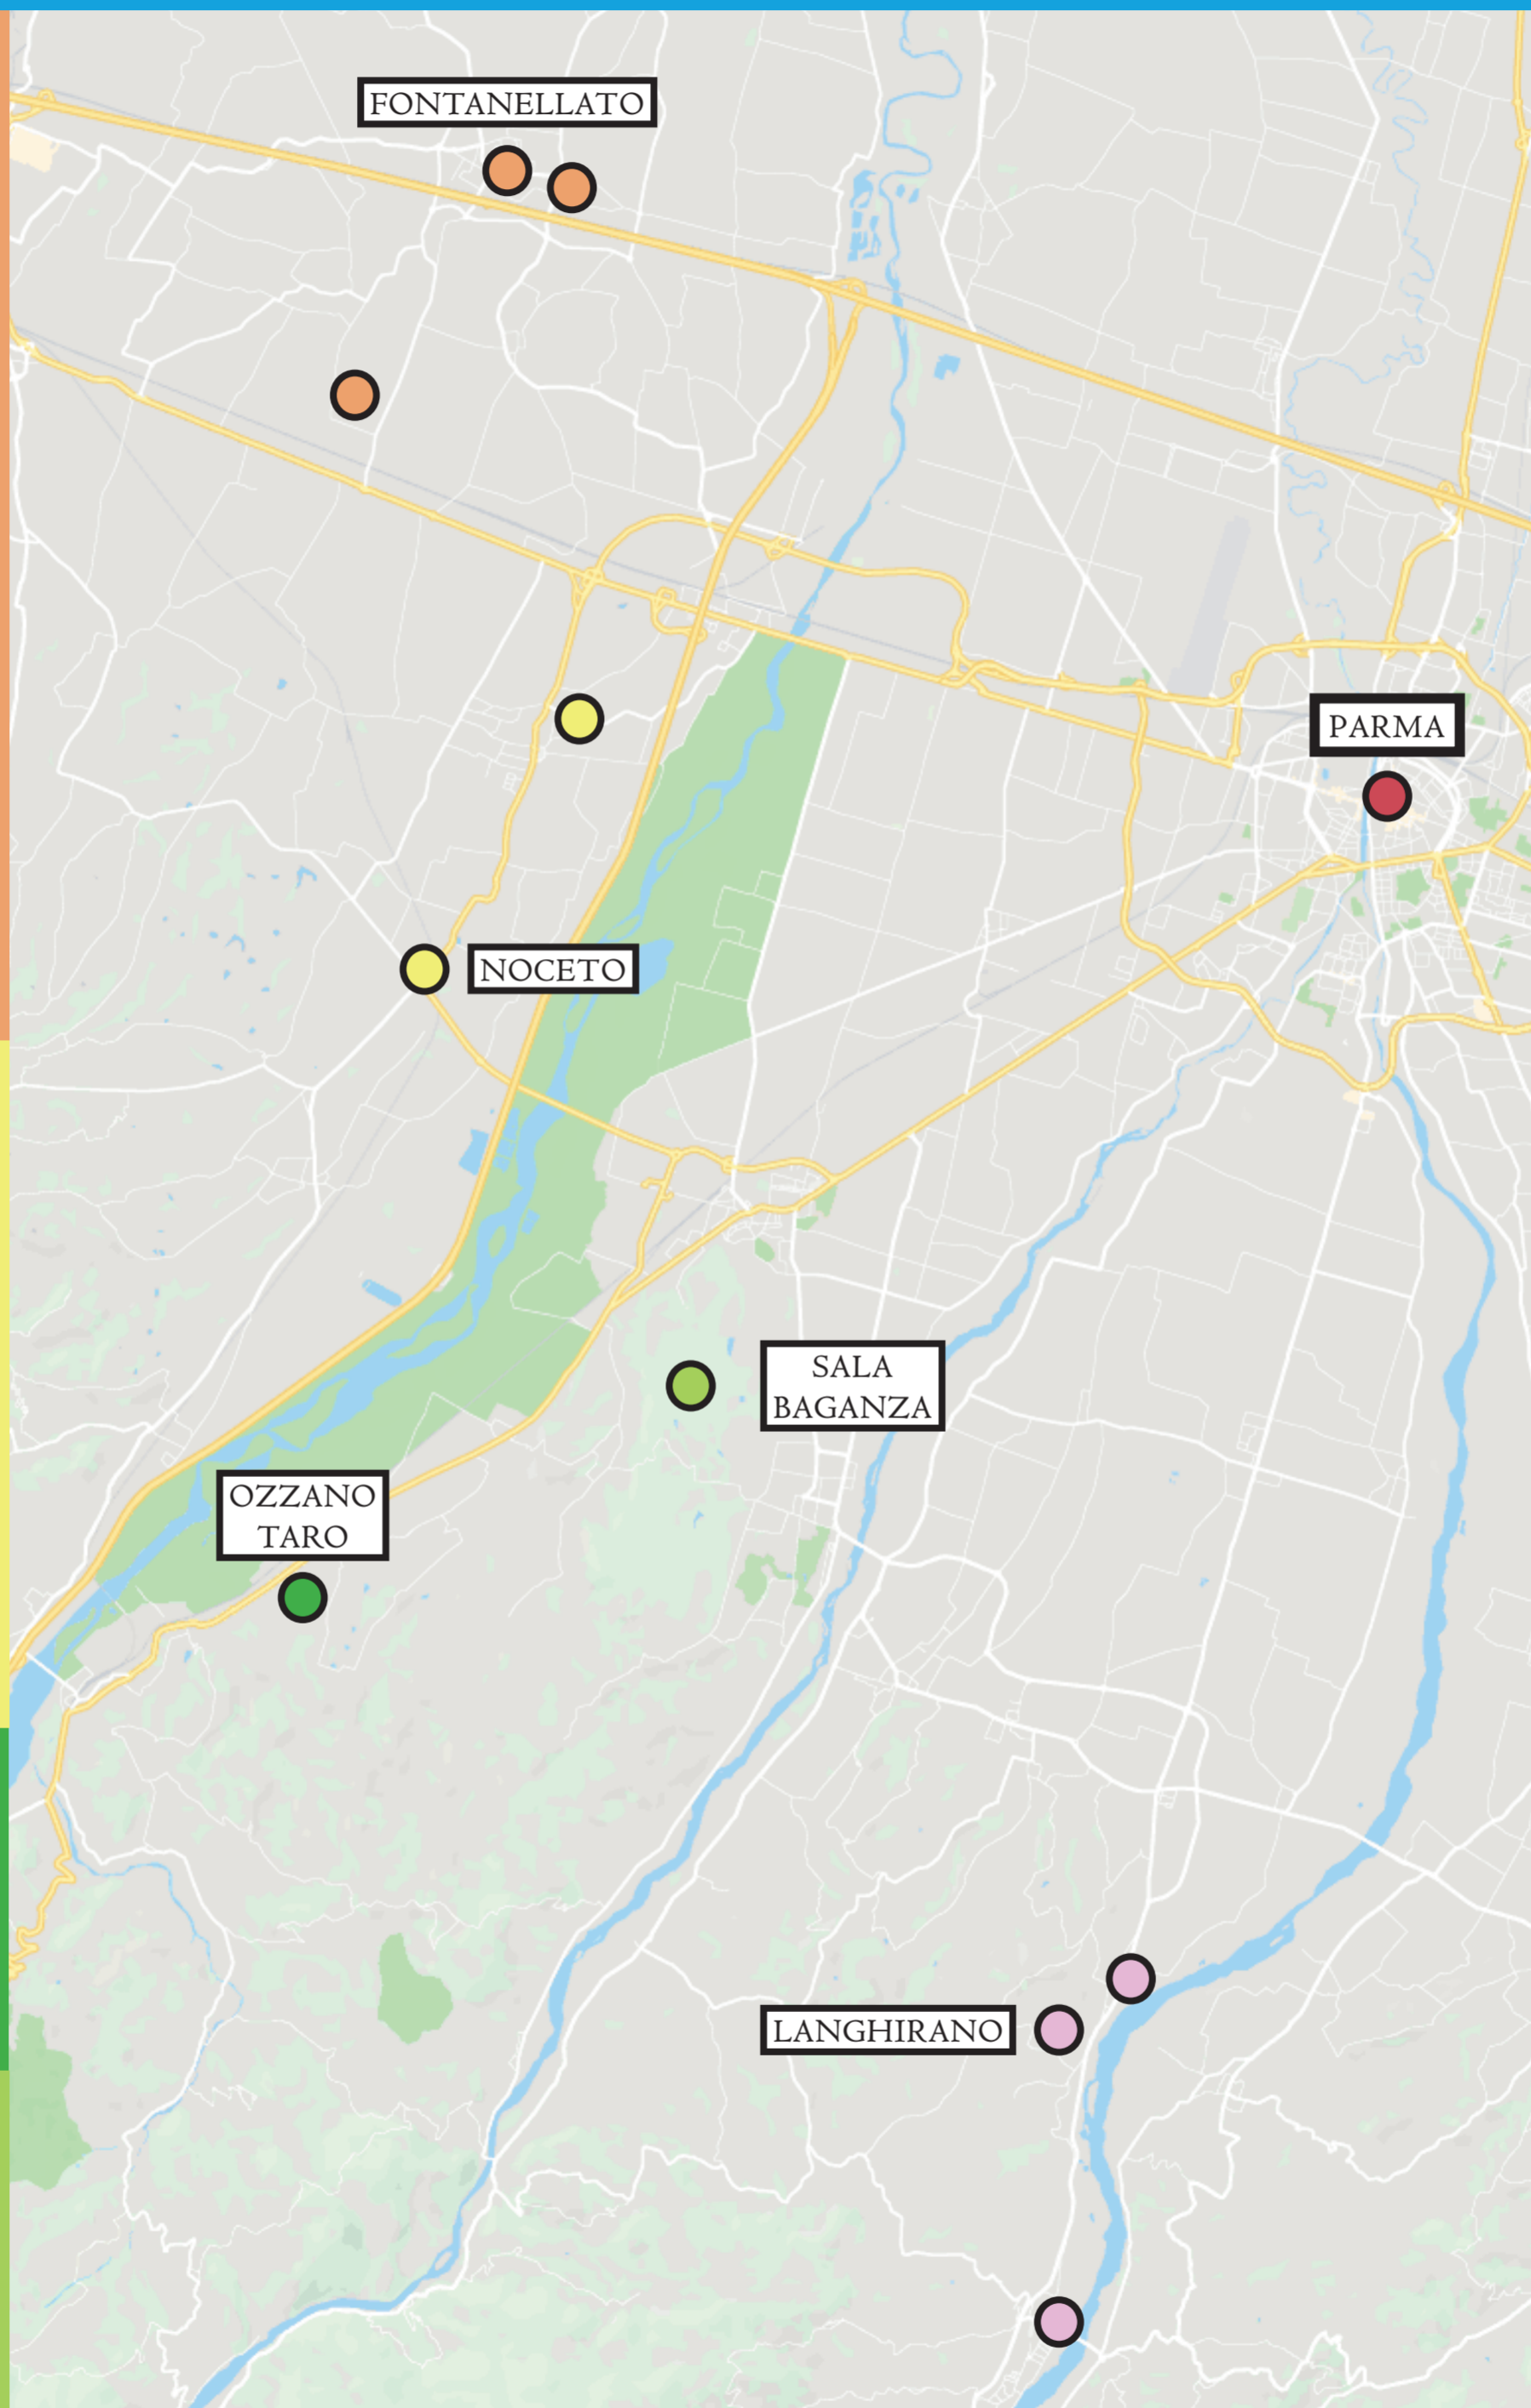 FONTANELLATO
PARMA
NOCETO
SALA
BAGANZA
OZZANO
TARO
LANGHIRANO